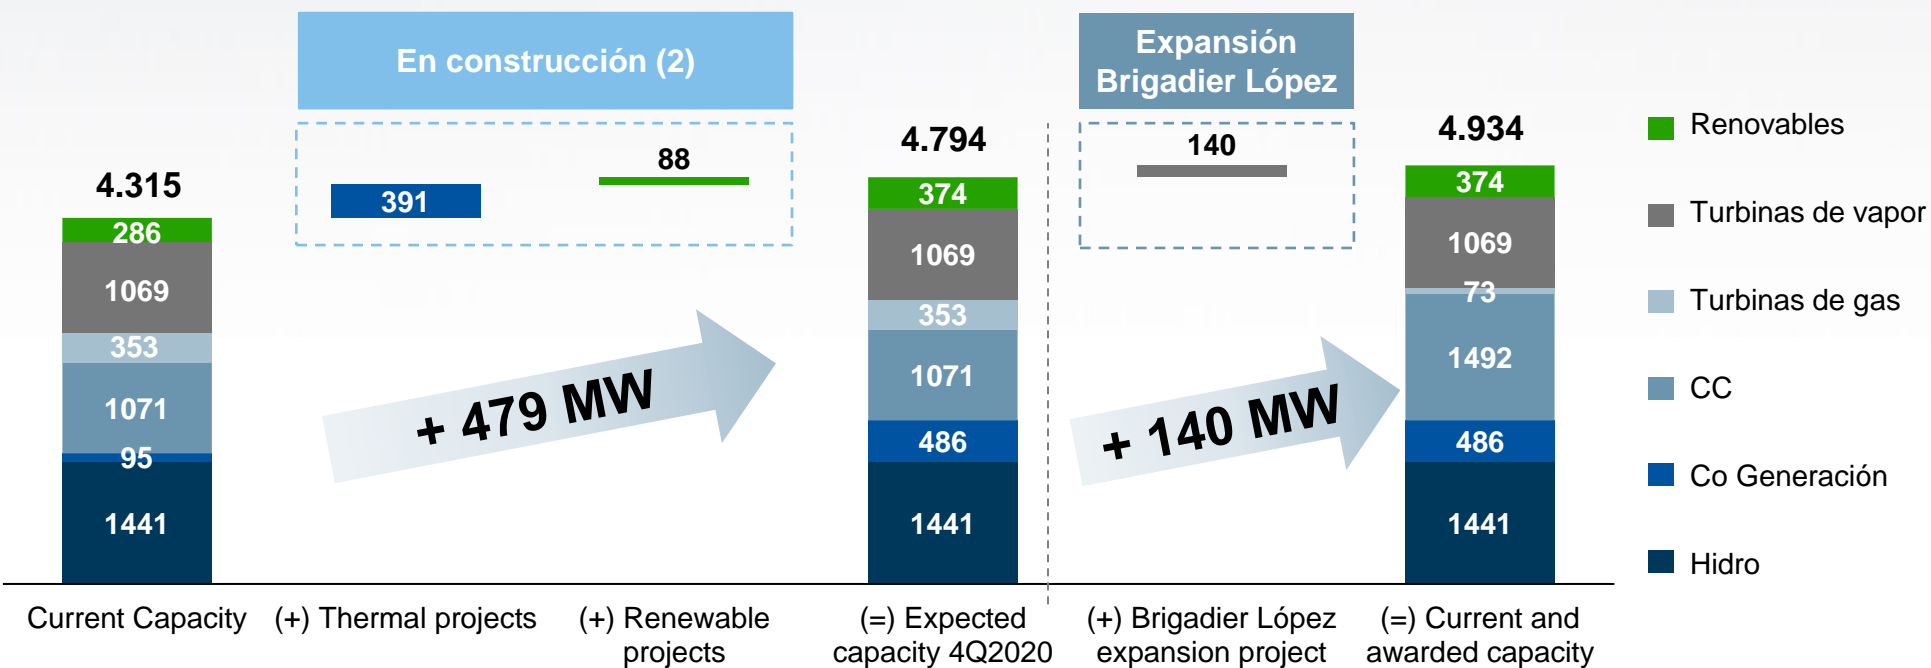 En construcción (2)
Expansión
Brigadier López
4.315
286
1069
353
1071
95
1441
391
88
+ 479 MW
4.794
374
1069
353
1071
486
1441
140
+ 140 MW
4.934
374
1069
73
1492
486
1441
Renovables
Turbinas de vapor
Turbinas de gas
CC
Co Generación
Hidro
Current Capacity
(+) Thermal projects
(+) Renewable
projects
(=) Expected
capacity 4Q2020
(+) Brigadier López
expansion project
(=) Current and
awarded capacity